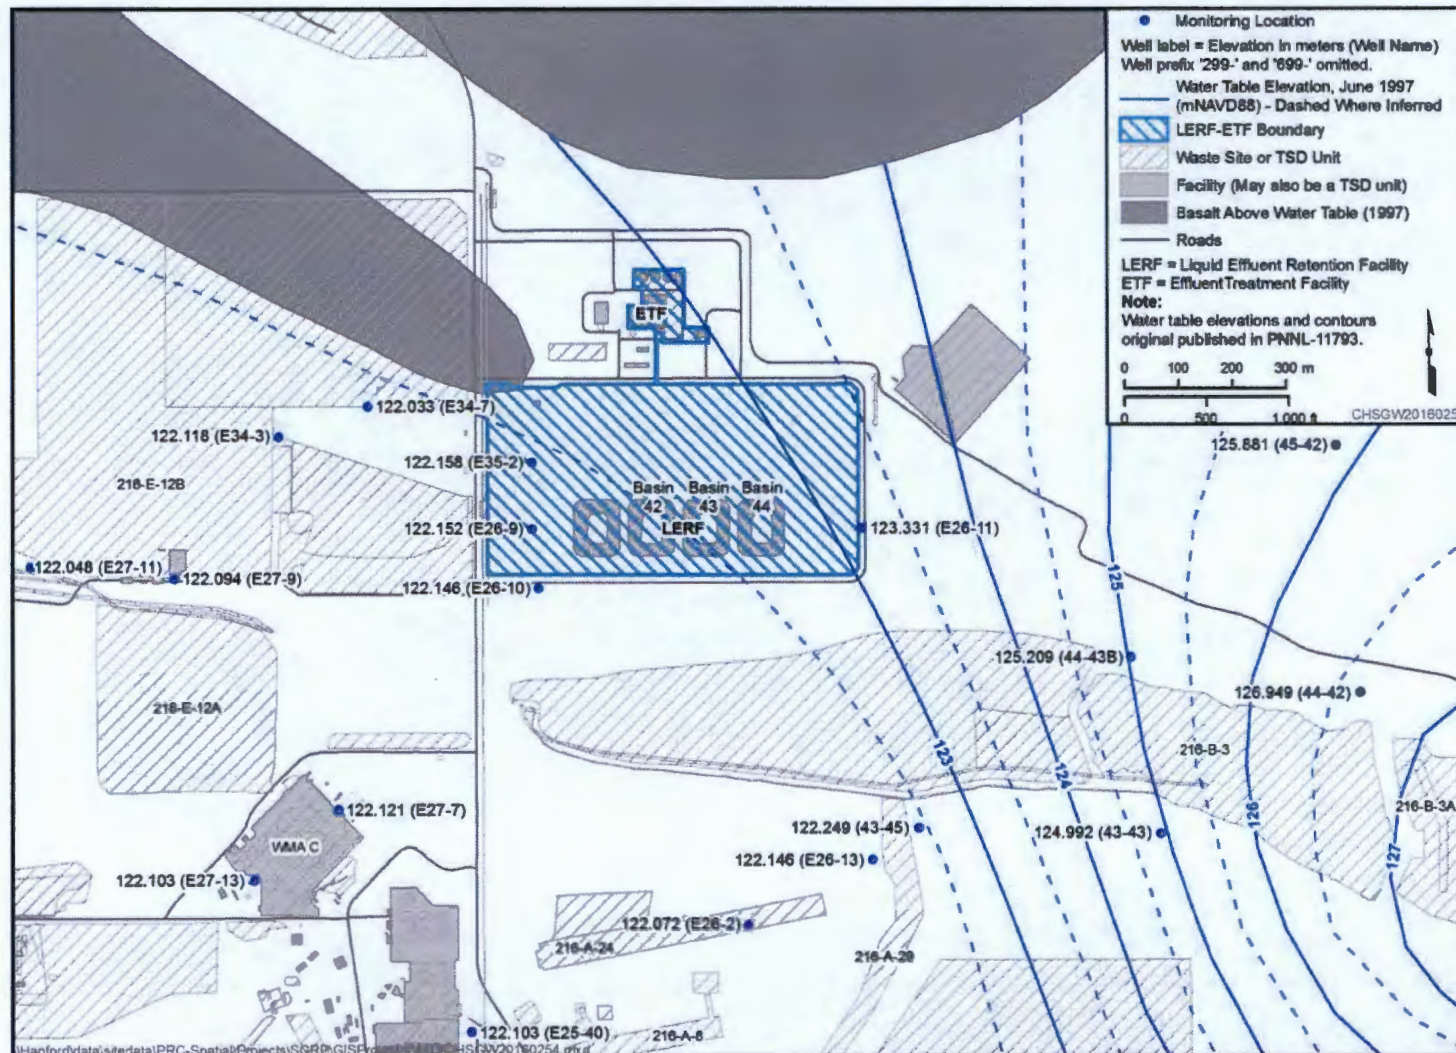 Monitoring Location
Well label = Elevation in meters (Well Name)
Well prefix '299-' and '699-' omitted.
Water Table Elevation, June 1997
(mNAVD88) - Dashed Where Inferred
LERF-ETF Boundary
Waste Site or TSD Unit
Facility (May also be a TSD unit)
Basalt Above Water Table (1997)
Roads
LERF = Liquid Effluent Retention Facility
ETF = Effluent Treatment Facility
Note:
Water table elevations and contours
original published in PNNL-11793.
0 100 200 300 m
0 500 1,000 ft
CHSGW2016025
ETF
122.033 (E34-7)
122.118 (E34-3)
125.881 (45-42)
122.158 (E35-2)
218-E-12B
Basin 42
Basin 43
Basin 44
LERF
122.152 (E26-9)
123.331 (E26-11)
122.048 (E27-11)
122.094 (E27-9)
122.146 (E26-10)
125
125.209 (44-43B)
126.949 (44-42)
218-E-12A
123
124
216-B-3
126
127
216-B-3A
122.121 (E27-7)
WMA C
122.249 (43-45)
124.992 (43-43)
122.146 (E26-13)
122.103 (E27-13)
122.072 (E26-2)
216-A-24
216-A-29
122.103 (E25-40)
216-A-8